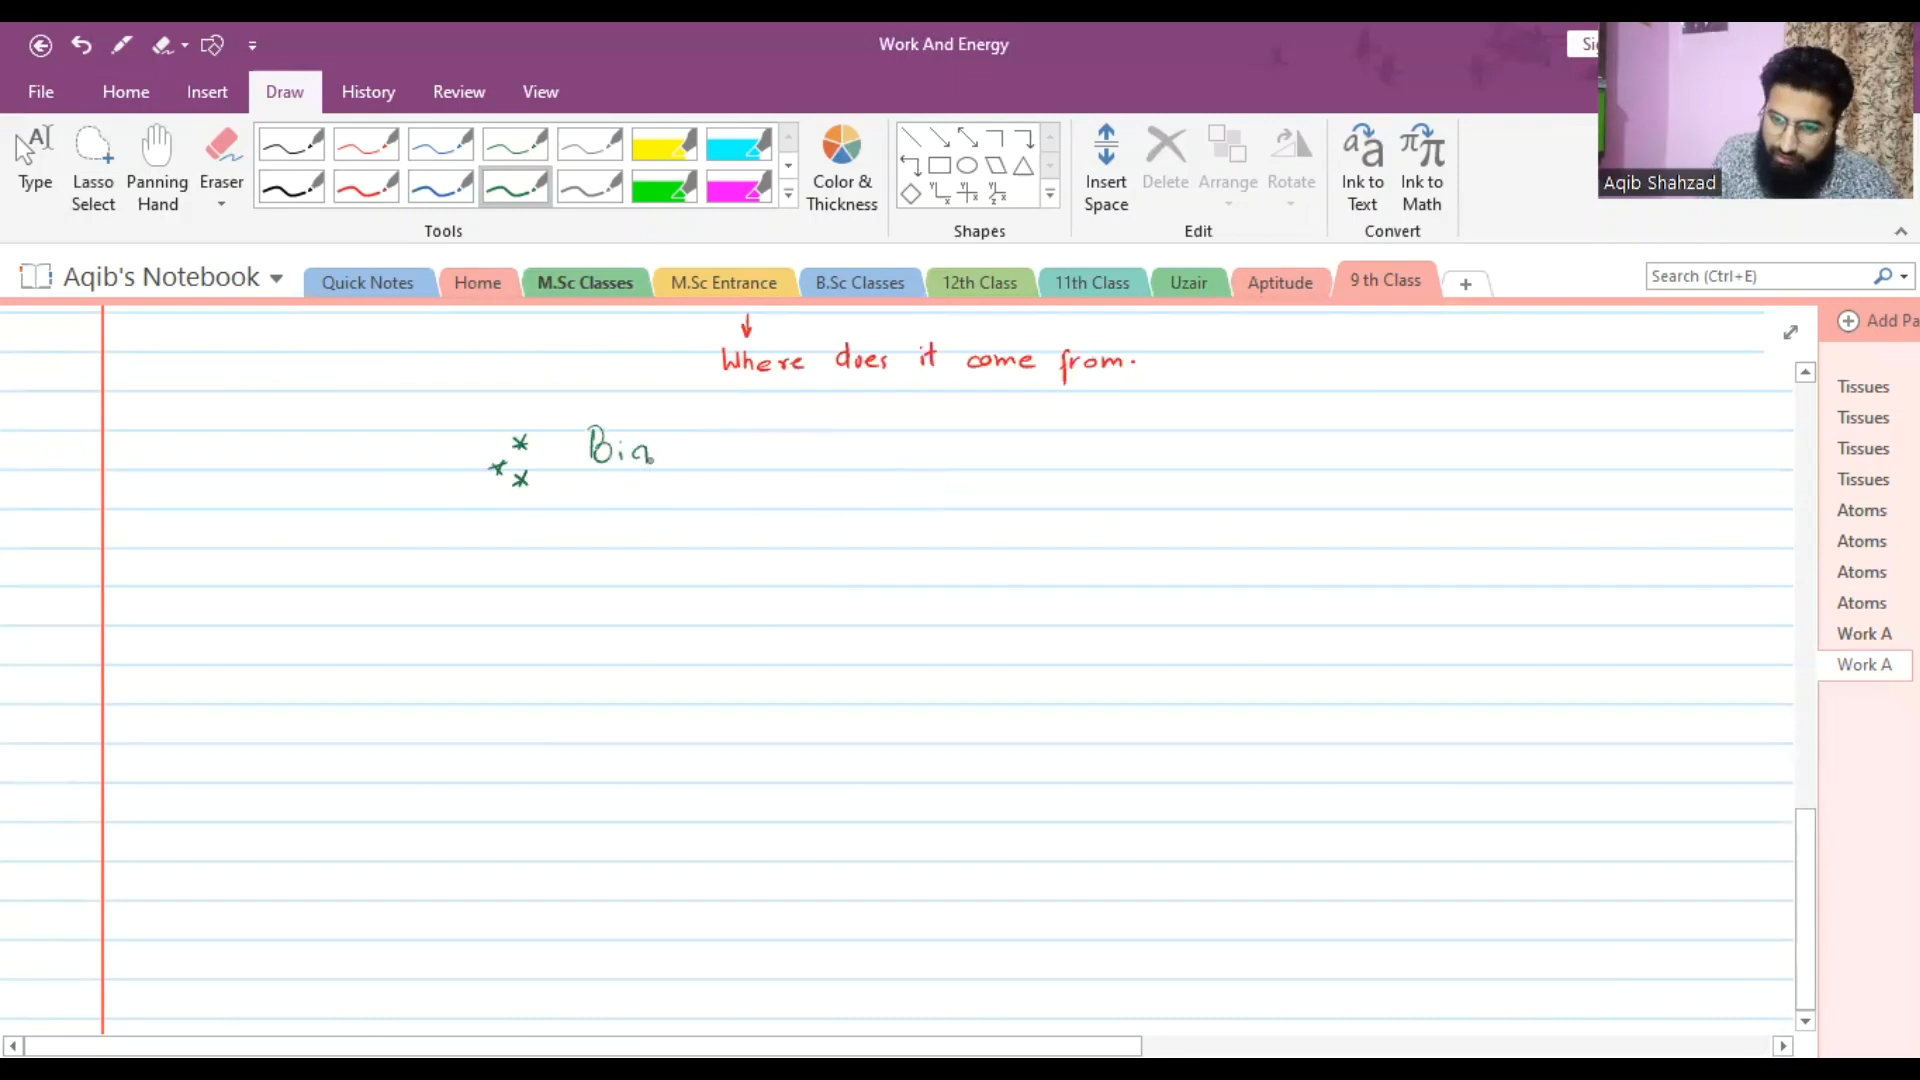 Work And Energy
Si
File Home Insert Draw History Review View
Type
Lasso Select
Panning Hand
Eraser
Color & Thickness
Insert Space
Delete
Arrange
Rotate
Ink to Text
Ink to Math
Tools
Shapes
Edit
Convert
Aqib Shahzad
Aqib's Notebook
Quick Notes Home M.Sc Classes M.Sc Entrance B.Sc Classes 12th Class 11th Class Uzair Aptitude 9 th Class
Search (Ctrl+E)
Where does it come from.
Add Pa
Tissues
Tissues
Tissues
Tissues
Atoms
Atoms
Atoms
Atoms
Work A
Work A